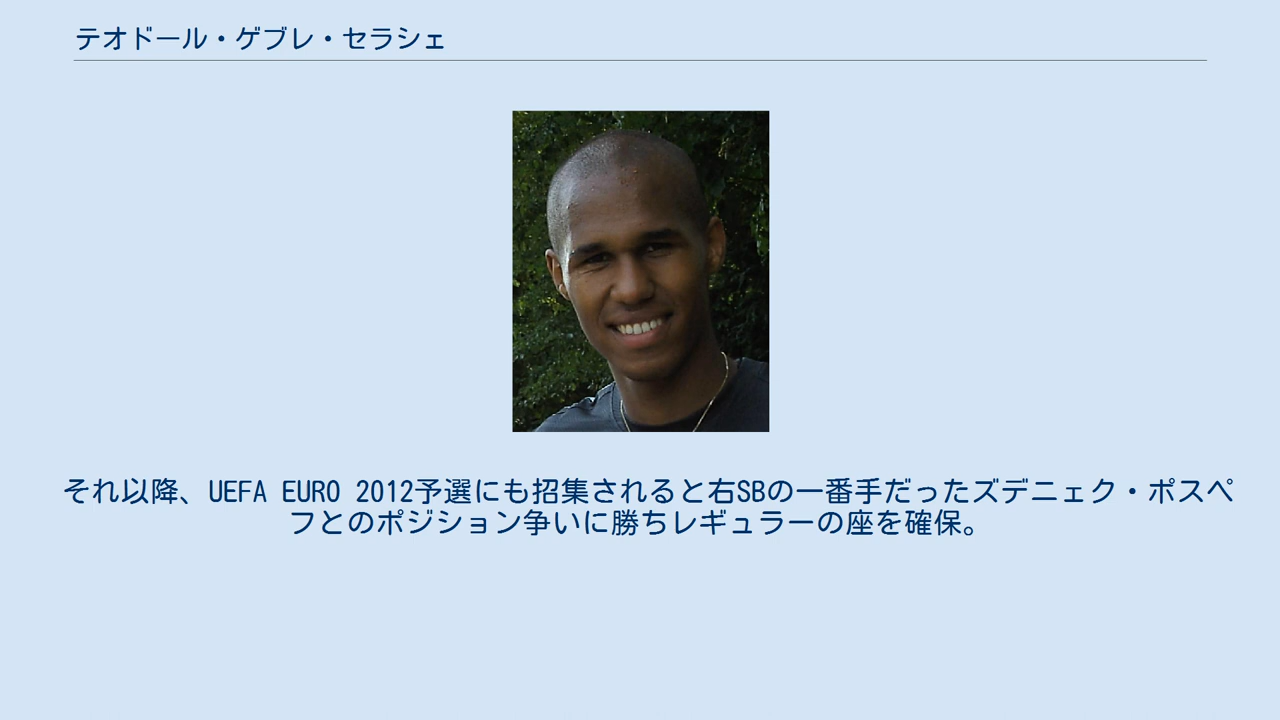 テオドール・ゲブレ・セラシェ
それ以降、UEFA EURO 2012予選にも招集されると右SBの一番手だったズデニェク・ポスペ
フとのポジション争いに勝ちレギュラーの座を確保。